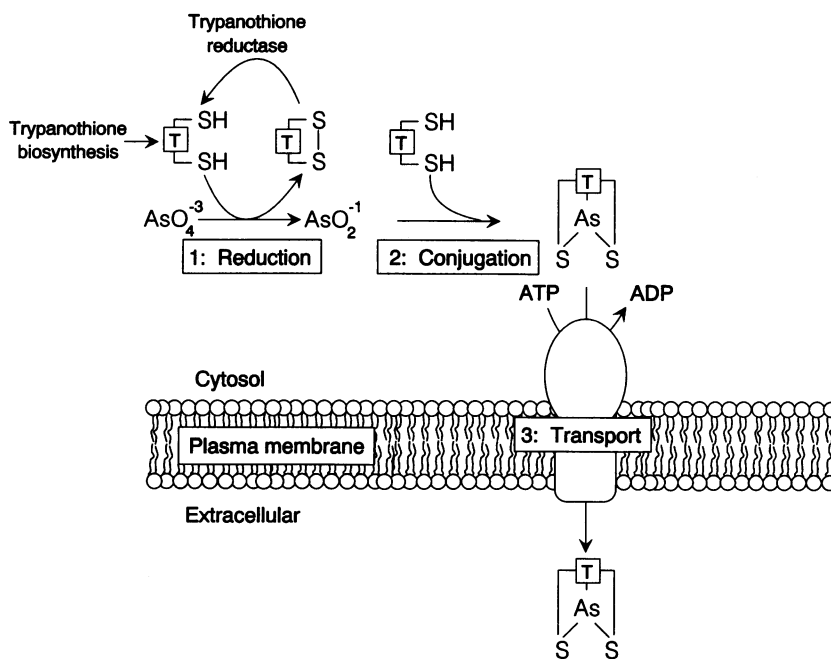 Trypanothione
reductase
Trypanothione
biosynthesis
T
SH
SH
T
S
S
T
SH
SH
AsO₄⁻³
AsO₂⁻¹
1: Reduction
2: Conjugation
T
As
S S
ATP
ADP
Cytosol
Plasma membrane
3: Transport
Extracellular
T
As
S S